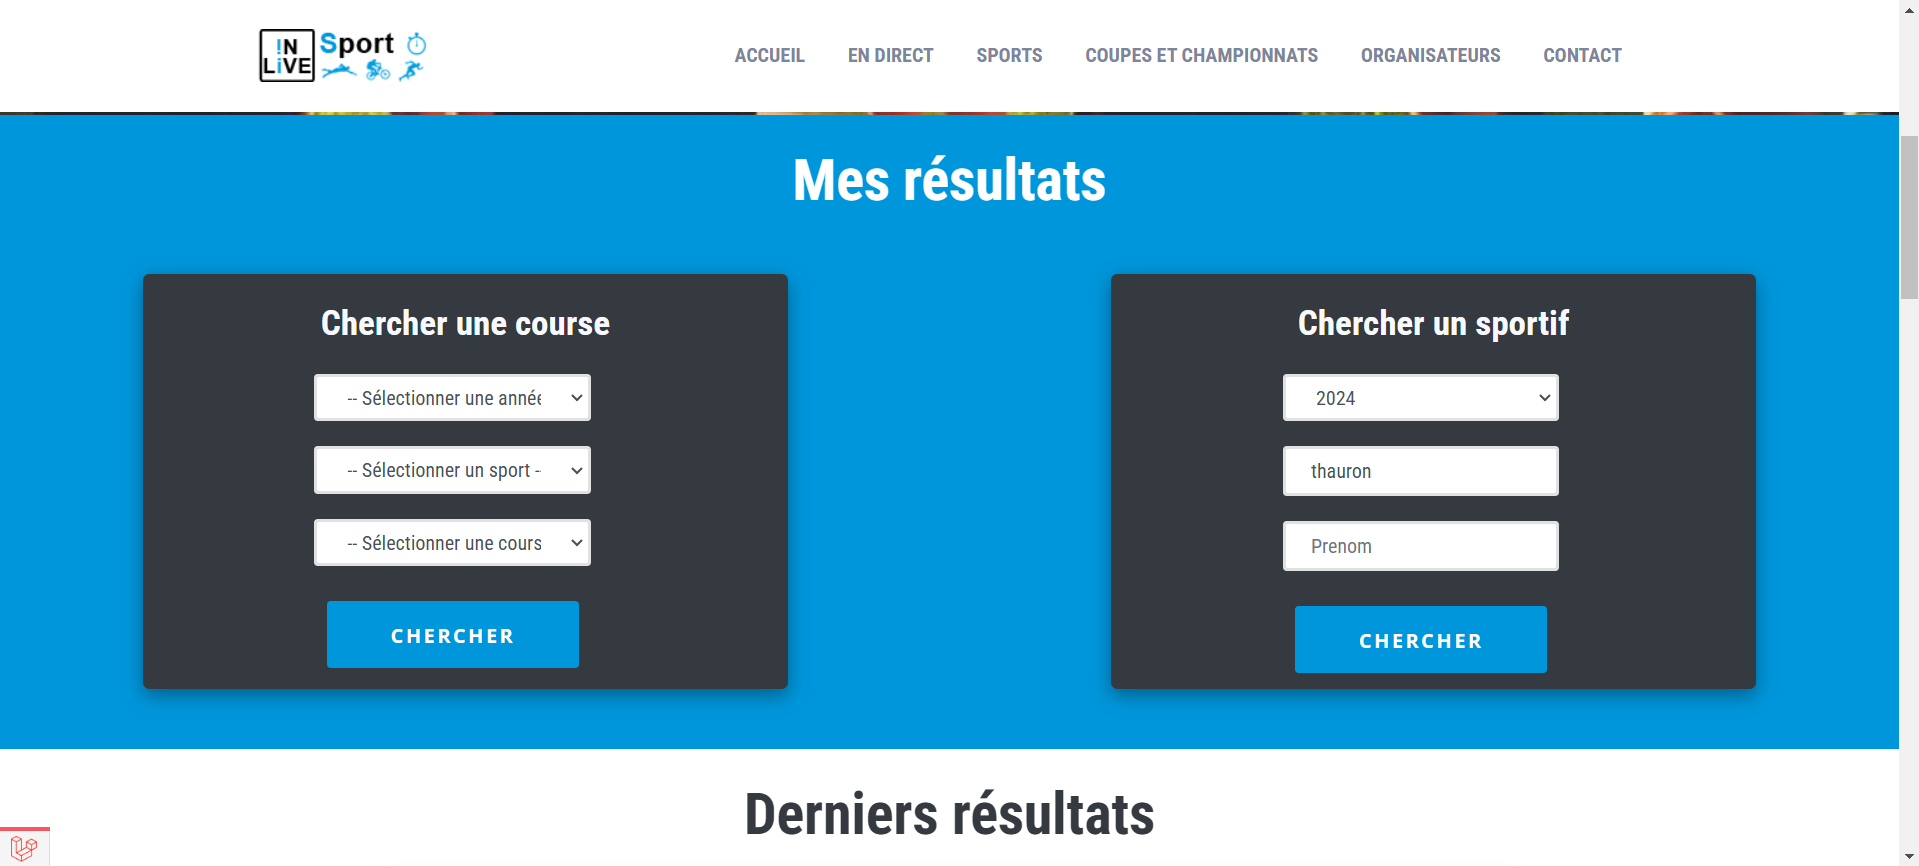 !N LiVE Sport
ACCUEIL EN DIRECT SPORTS COUPES ET CHAMPIONNATS ORGANISATEURS CONTACT
Mes résultats
Chercher une course
-- Sélectionner une année
-- Sélectionner un sport -
-- Sélectionner une cours
CHERCHER
Chercher un sportif
2024
thauron
Prenom
CHERCHER
Derniers résultats